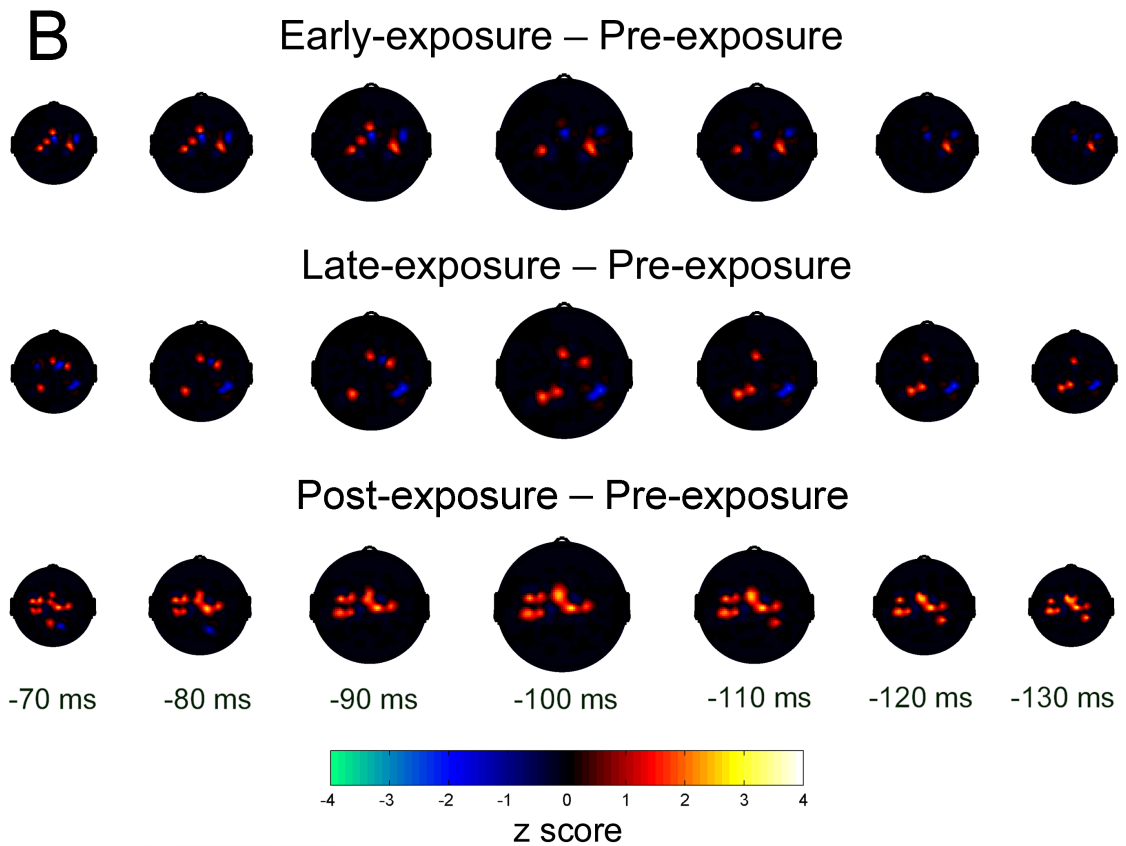 B
Early-exposure – Pre-exposure
Late-exposure – Pre-exposure
Post-exposure – Pre-exposure
-70 ms -80 ms -90 ms -100 ms -110 ms -120 ms -130 ms
-4 -3 -2 -1 0 1 2 3 4
z score